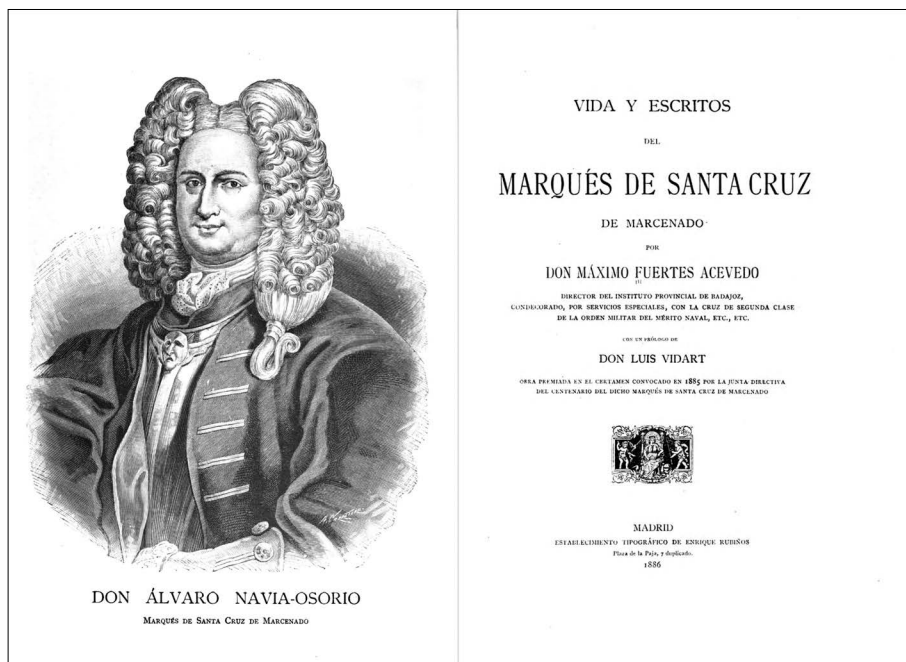 DON ÁLVARO NAVIA-OSORIO
MARQUÉS DE SANTA CRUZ DE MARCENADO
VIDA Y ESCRITOS
DEL
MARQUÉS DE SANTA CRUZ
DE MARCENADO
POR
DON MÁXIMO FUERTES ACEVEDO
DIRECTOR DEL INSTITUTO PROVINCIAL DE BADAJOZ,
CONDECORADO, POR SERVICIOS ESPECIALES, CON LA CRUZ DE SEGUNDA CLASE
DE LA ORDEN MILITAR DEL MÉRITO NAVAL, ETC., ETC.
CON UN PRÓLOGO DE
DON LUIS VIDART
OBRA PREMIADA EN EL CERTAMEN CONVOCADO EN 1885 POR LA JUNTA DIRECTIVA
DEL CENTENARIO DEL DICHO MARQUÉS DE SANTA CRUZ DE MARCENADO
MADRID
ESTABLECIMIENTO TIPOGRÁFICO DE ENRIQUE RUBIÑOS
Plaza de la Paja, 7 duplicado.
1886